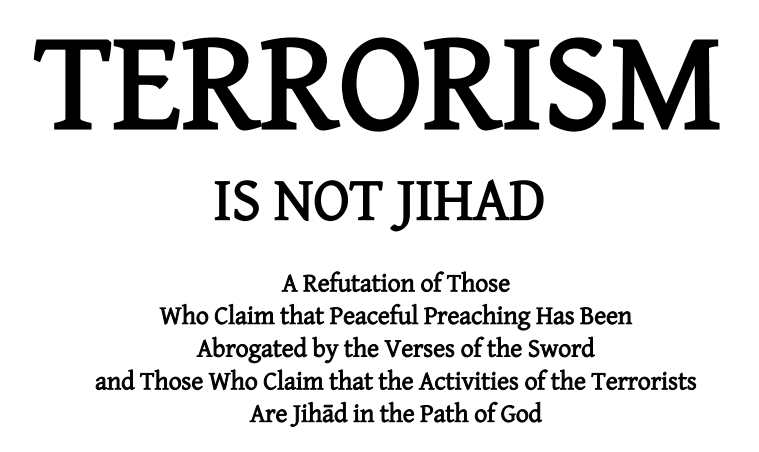 TERRORISM
IS NOT JIHAD
A Refutation of Those
Who Claim that Peaceful Preaching Has Been
Abrogated by the Verses of the Sword
and Those Who Claim that the Activities of the Terrorists
Are Jihād in the Path of God